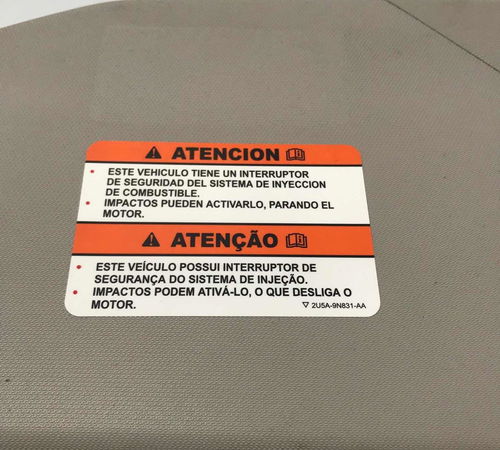 ATENCION
• ESTE VEHICULO TIENE UN INTERRUPTOR
DE SEGURIDAD DEL SISTEMA DE INYECCION
DE COMBUSTIBLE.
• IMPACTOS PUEDEN ACTIVARLO, PARANDO EL
MOTOR.
ATENÇÃO
• ESTE VEÍCULO POSSUI INTERRUPTOR DE
SEGURANÇA DO SISTEMA DE INJEÇÃO.
• IMPACTOS PODEM ATIVÁ-LO, O QUE DESLIGA O
MOTOR.
2U5A-9N831-AA